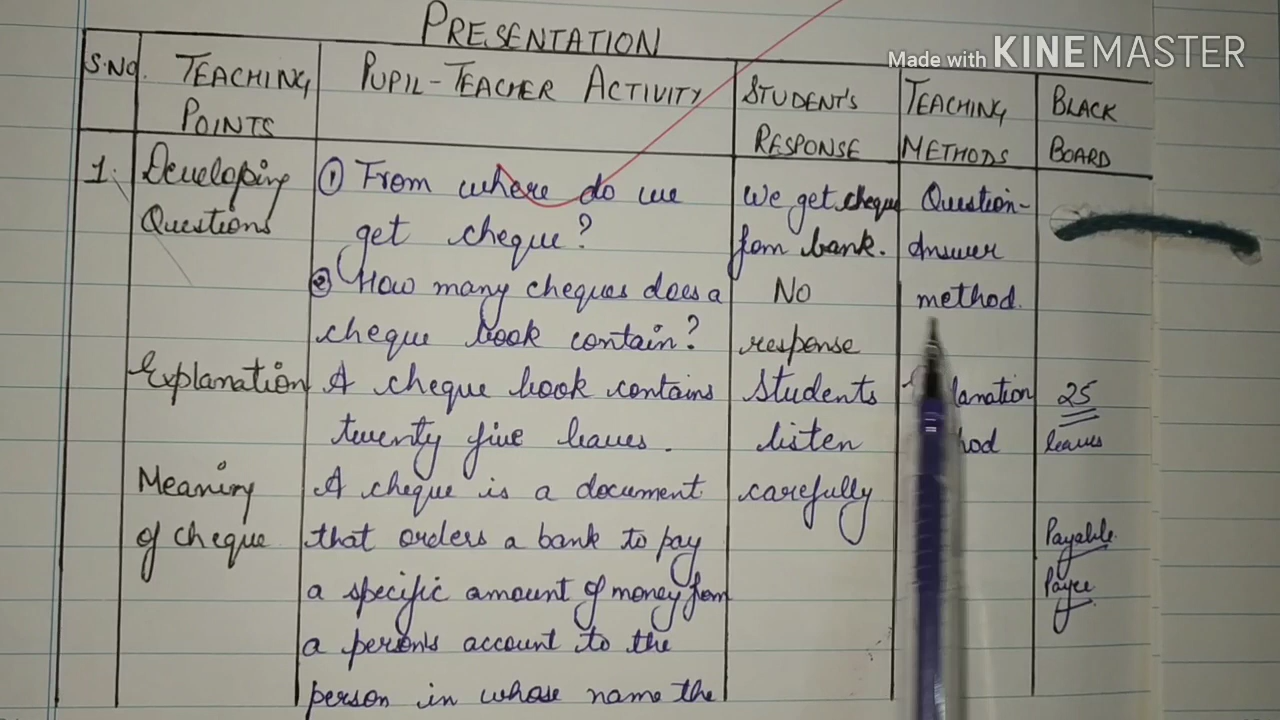 PRESENTATION
Made with KINEMASTER
S.No. TEACHING POINTS
PUPIL-TEACHER ACTIVITY
STUDENT'S RESPONSE
TEACHING METHODS
BLACK BOARD
1. Developing
Questions
① From where do we
get cheque?
② How many cheques does a
cheque book contain?
We get cheque
from bank.
No
response
Question-
Answer
method.
Explanation
A cheque book contains
twenty five leaves.
Students
listen
carefully
25
leaves
Meaning
of cheque
A cheque is a document
that orders a bank to pay
a specific amount of money from
a person's account to the
person in whose name the
Payable
Payee